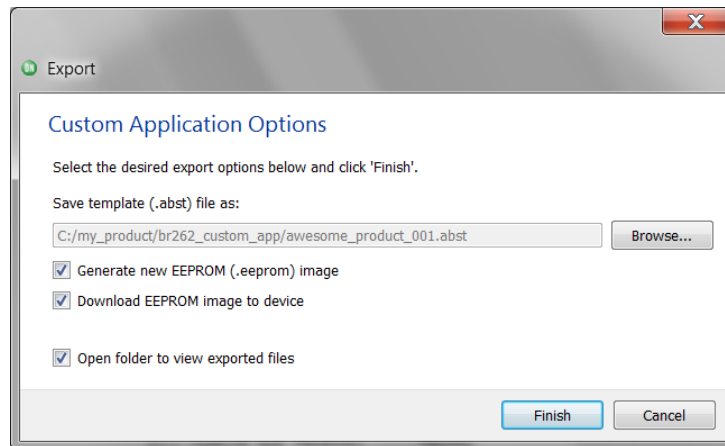 ON
Export
Custom Application Options
Select the desired export options below and click 'Finish'.
Save template (.abst) file as:
C:/my_product/br262_custom_app/awesome_product_001.abst
Browse...
Generate new EEPROM (.eeprom) image
Download EEPROM image to device
Open folder to view exported files
Finish
Cancel